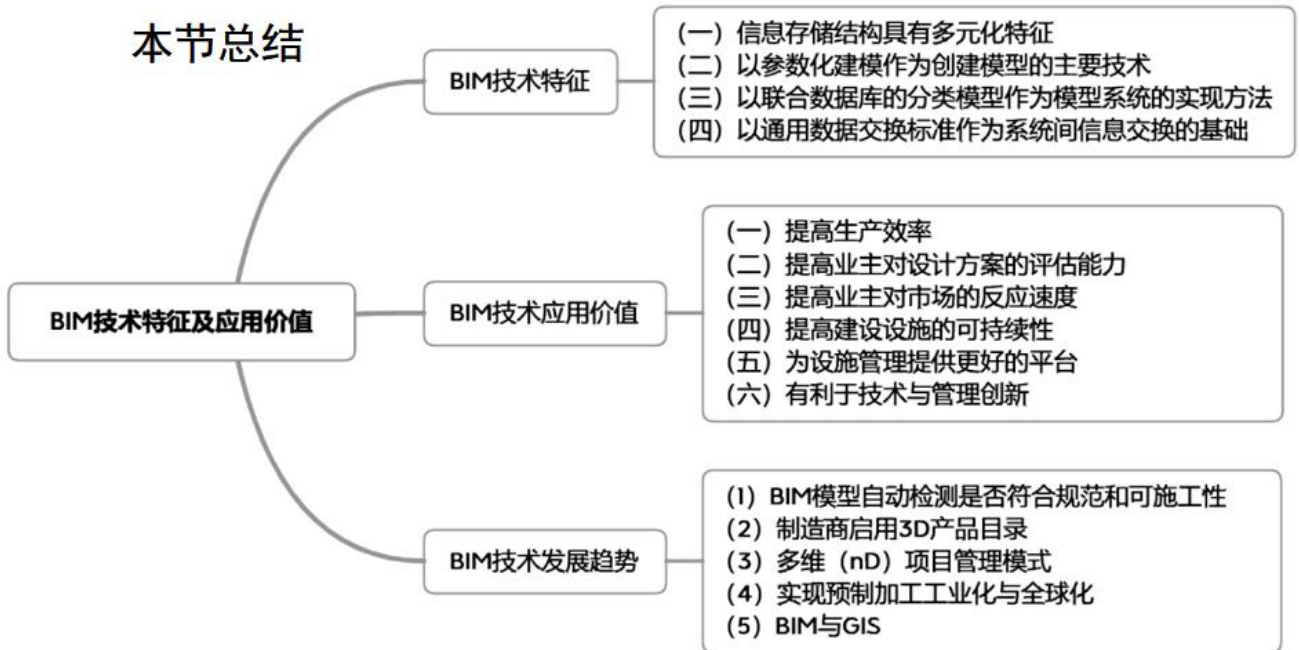 本节总结
BIM技术特征及应用价值
BIM技术特征
（一）信息存储结构具有多元化特征
（二）以参数化建模作为创建模型的主要技术
（三）以联合数据库的分类模型作为模型系统的实现方法
（四）以通用数据交换标准作为系统间信息交换的基础
BIM技术应用价值
（一）提高生产效率
（二）提高业主对设计方案的评估能力
（三）提高业主对市场的反应速度
（四）提高建设设施的可持续性
（五）为设施管理提供更好的平台
（六）有利于技术与管理创新
BIM技术发展趋势
（1）BIM模型自动检测是否符合规范和可施工性
（2）制造商启用3D产品目录
（3）多维（nD）项目管理模式
（4）实现预制加工工业化与全球化
（5）BIM与GIS